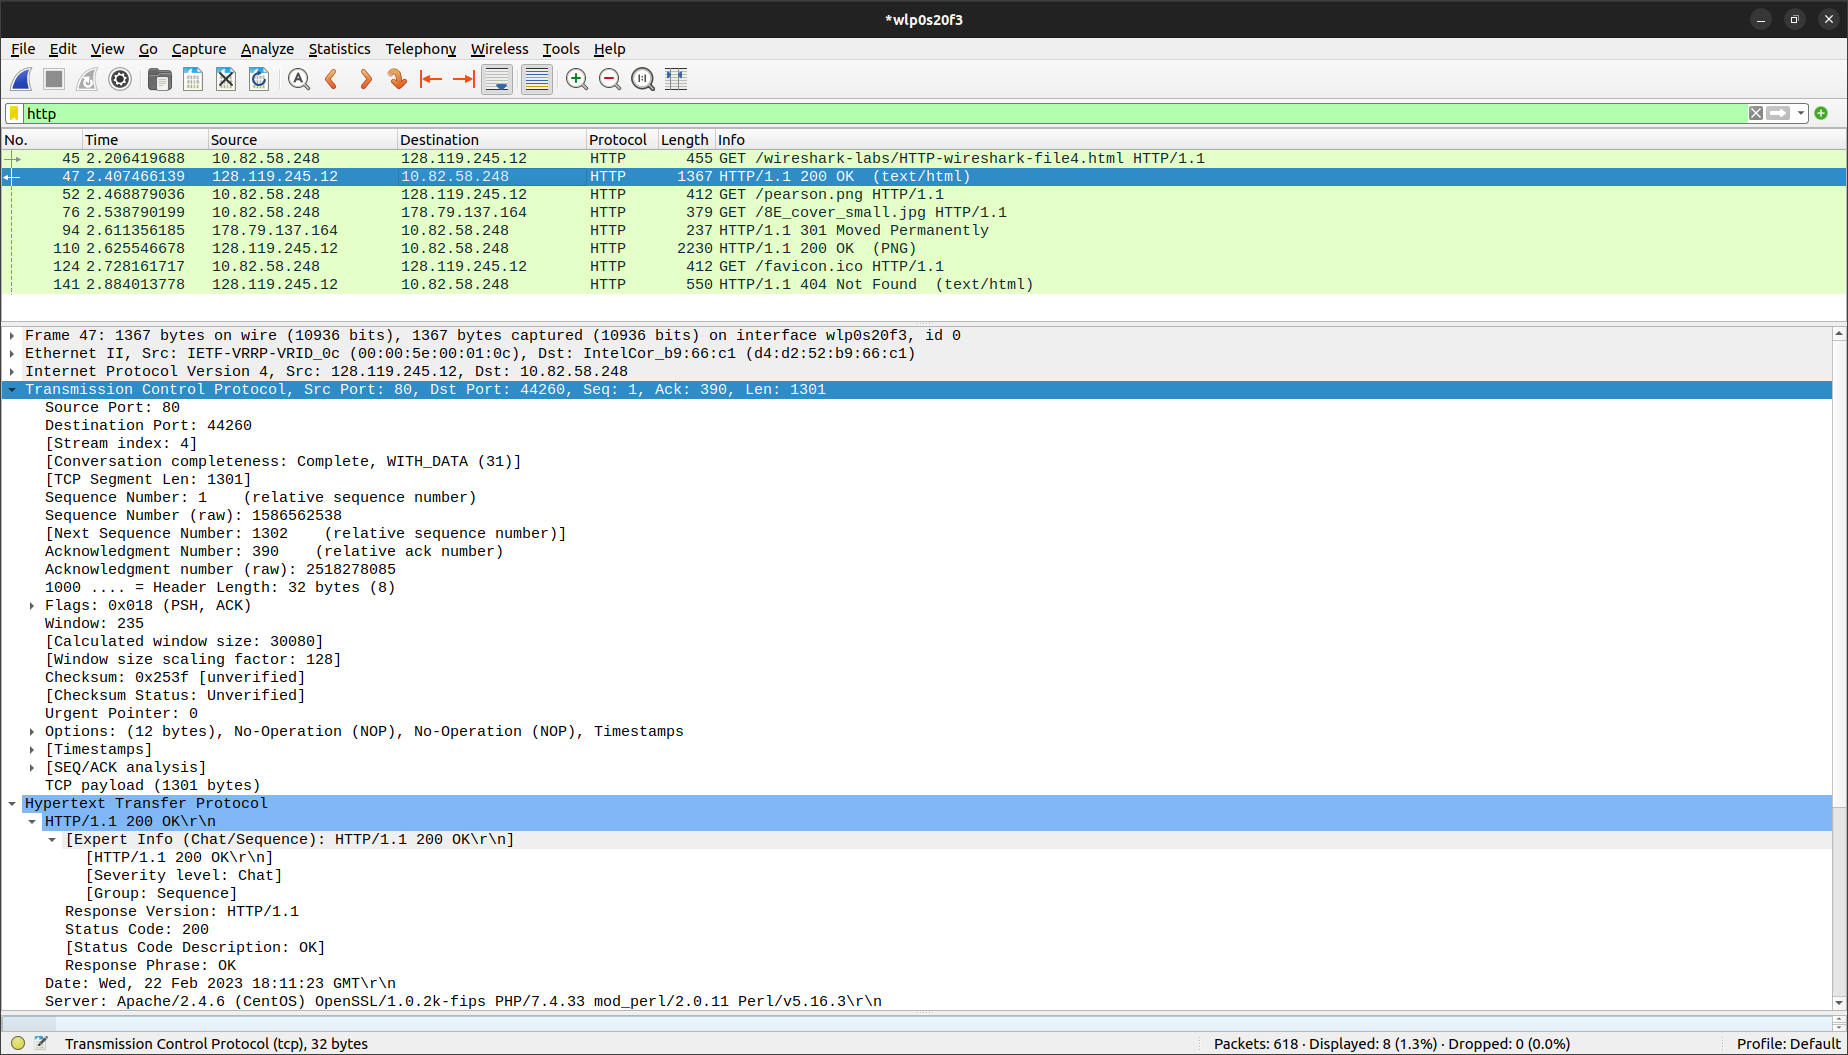 *wlp0s20f3
File Edit View Go Capture Analyze Statistics Telephony Wireless Tools Help
http
No. Time Source Destination Protocol Length Info
45 2.206419688 10.82.58.248 128.119.245.12 HTTP 455 GET /wireshark-labs/HTTP-wireshark-file4.html HTTP/1.1
47 2.407466139 128.119.245.12 10.82.58.248 HTTP 1367 HTTP/1.1 200 OK (text/html)
52 2.468879036 10.82.58.248 128.119.245.12 HTTP 412 GET /pearson.png HTTP/1.1
76 2.538790199 10.82.58.248 178.79.137.164 HTTP 379 GET /8E_cover_small.jpg HTTP/1.1
94 2.611356185 178.79.137.164 10.82.58.248 HTTP 237 HTTP/1.1 301 Moved Permanently
110 2.625546678 128.119.245.12 10.82.58.248 HTTP 2230 HTTP/1.1 200 OK (PNG)
124 2.728161717 10.82.58.248 128.119.245.12 HTTP 412 GET /favicon.ico HTTP/1.1
141 2.884013778 128.119.245.12 10.82.58.248 HTTP 550 HTTP/1.1 404 Not Found (text/html)
Frame 47: 1367 bytes on wire (10936 bits), 1367 bytes captured (10936 bits) on interface wlp0s20f3, id 0
Ethernet II, Src: IETF-VRRP-VRID_0c (00:00:5e:00:01:0c), Dst: IntelCor_b9:66:c1 (d4:d2:52:b9:66:c1)
Internet Protocol Version 4, Src: 128.119.245.12, Dst: 10.82.58.248
Transmission Control Protocol, Src Port: 80, Dst Port: 44260, Seq: 1, Ack: 390, Len: 1301
Source Port: 80
Destination Port: 44260
[Stream index: 4]
[Conversation completeness: Complete, WITH_DATA (31)]
[TCP Segment Len: 1301]
Sequence Number: 1 (relative sequence number)
Sequence Number (raw): 1586562538
[Next Sequence Number: 1302 (relative sequence number)]
Acknowledgment Number: 390 (relative ack number)
Acknowledgment number (raw): 2518278085
1000 .... = Header Length: 32 bytes (8)
Flags: 0x018 (PSH, ACK)
Window: 235
[Calculated window size: 30080]
[Window size scaling factor: 128]
Checksum: 0x253f [unverified]
[Checksum Status: Unverified]
Urgent Pointer: 0
Options: (12 bytes), No-Operation (NOP), No-Operation (NOP), Timestamps
[Timestamps]
[SEQ/ACK analysis]
TCP payload (1301 bytes)
Hypertext Transfer Protocol
HTTP/1.1 200 OK\r\n
[Expert Info (Chat/Sequence): HTTP/1.1 200 OK\r\n]
[HTTP/1.1 200 OK\r\n]
[Severity level: Chat]
[Group: Sequence]
Response Version: HTTP/1.1
Status Code: 200
[Status Code Description: OK]
Response Phrase: OK
Date: Wed, 22 Feb 2023 18:11:23 GMT\r\n
Server: Apache/2.4.6 (CentOS) OpenSSL/1.0.2k-fips PHP/7.4.33 mod_perl/2.0.11 Perl/v5.16.3\r\n
Transmission Control Protocol (tcp), 32 bytes Packets: 618 · Displayed: 8 (1.3%) · Dropped: 0 (0.0%) Profile: Default